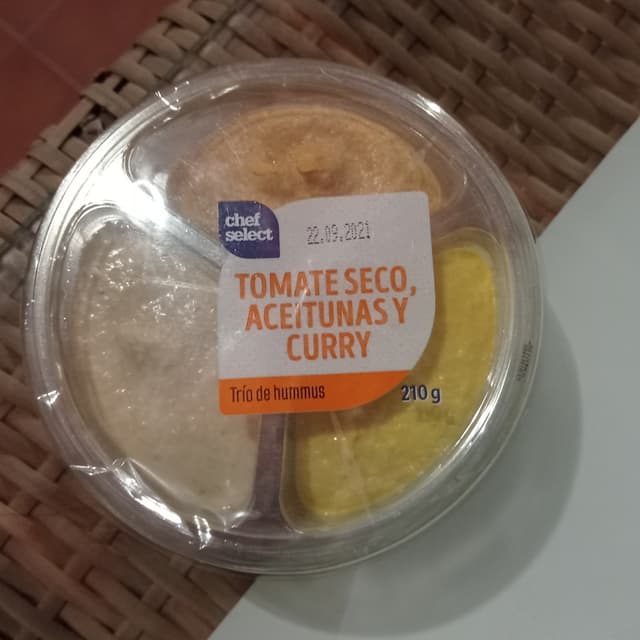 chef
select
22.09.2021
TOMATE SECO,
ACEITUNAS Y
CURRY
Trío de hummus
210 g